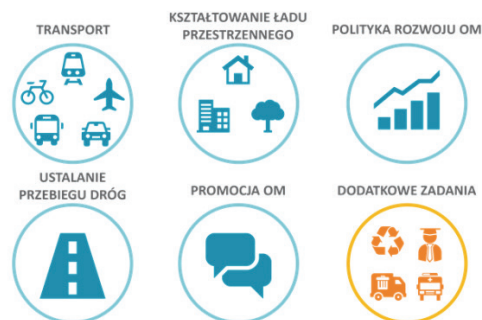 TRANSPORT
KSZTAŁTOWANIE ŁADU
PRZESTRZENNEGO
POLITYKA ROZWOJU OM
USTALANIE
PRZEBIEGU DRÓG
PROMOCJA OM
DODATKOWE ZADANIA